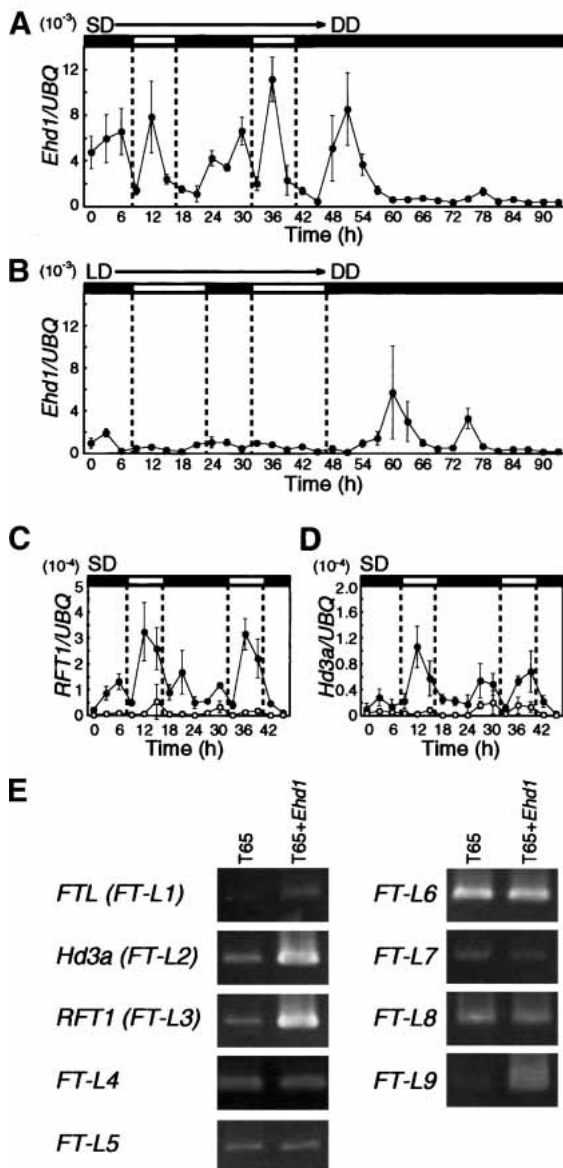 A
(10-3) SD DD
Ehd1/UBQ
12
8
4
0
0 6 12 18 24 30 36 42 48 54 60 66 72 78 84 90
Time (h)
B
(10-3) LD DD
Ehd1/UBQ
12
8
4
0
0 6 12 18 24 30 36 42 48 54 60 66 72 78 84 90
Time (h)
C
(10-4) SD
RFT1/UBQ
5
4
3
2
1
0
0 6 12 18 24 30 36 42
Time (h)
D
(10-4) SD
Hd3a/UBQ
2.0
1.6
1.2
0.8
0.4
0
0 6 12 18 24 30 36 42
Time (h)
E
T65
T65+Ehd1
FTL (FT-L1)
Hd3a (FT-L2)
RFT1 (FT-L3)
FT-L4
FT-L5
T65
T65+Ehd1
FT-L6
FT-L7
FT-L8
FT-L9